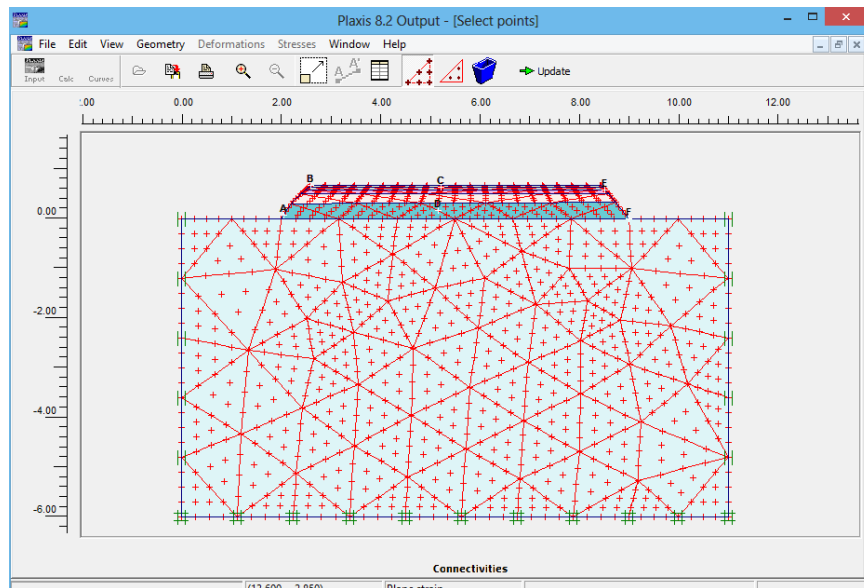 Plaxis 8.2 Output - [Select points]
File Edit View Geometry Deformations Stresses Window Help
Input Calc Curves Update
:.00 0.00 2.00 4.00 6.00 8.00 10.00 12.00
B C E
0.00 A D F
-2.00
-4.00
-6.00
Connectivities
Plane strain